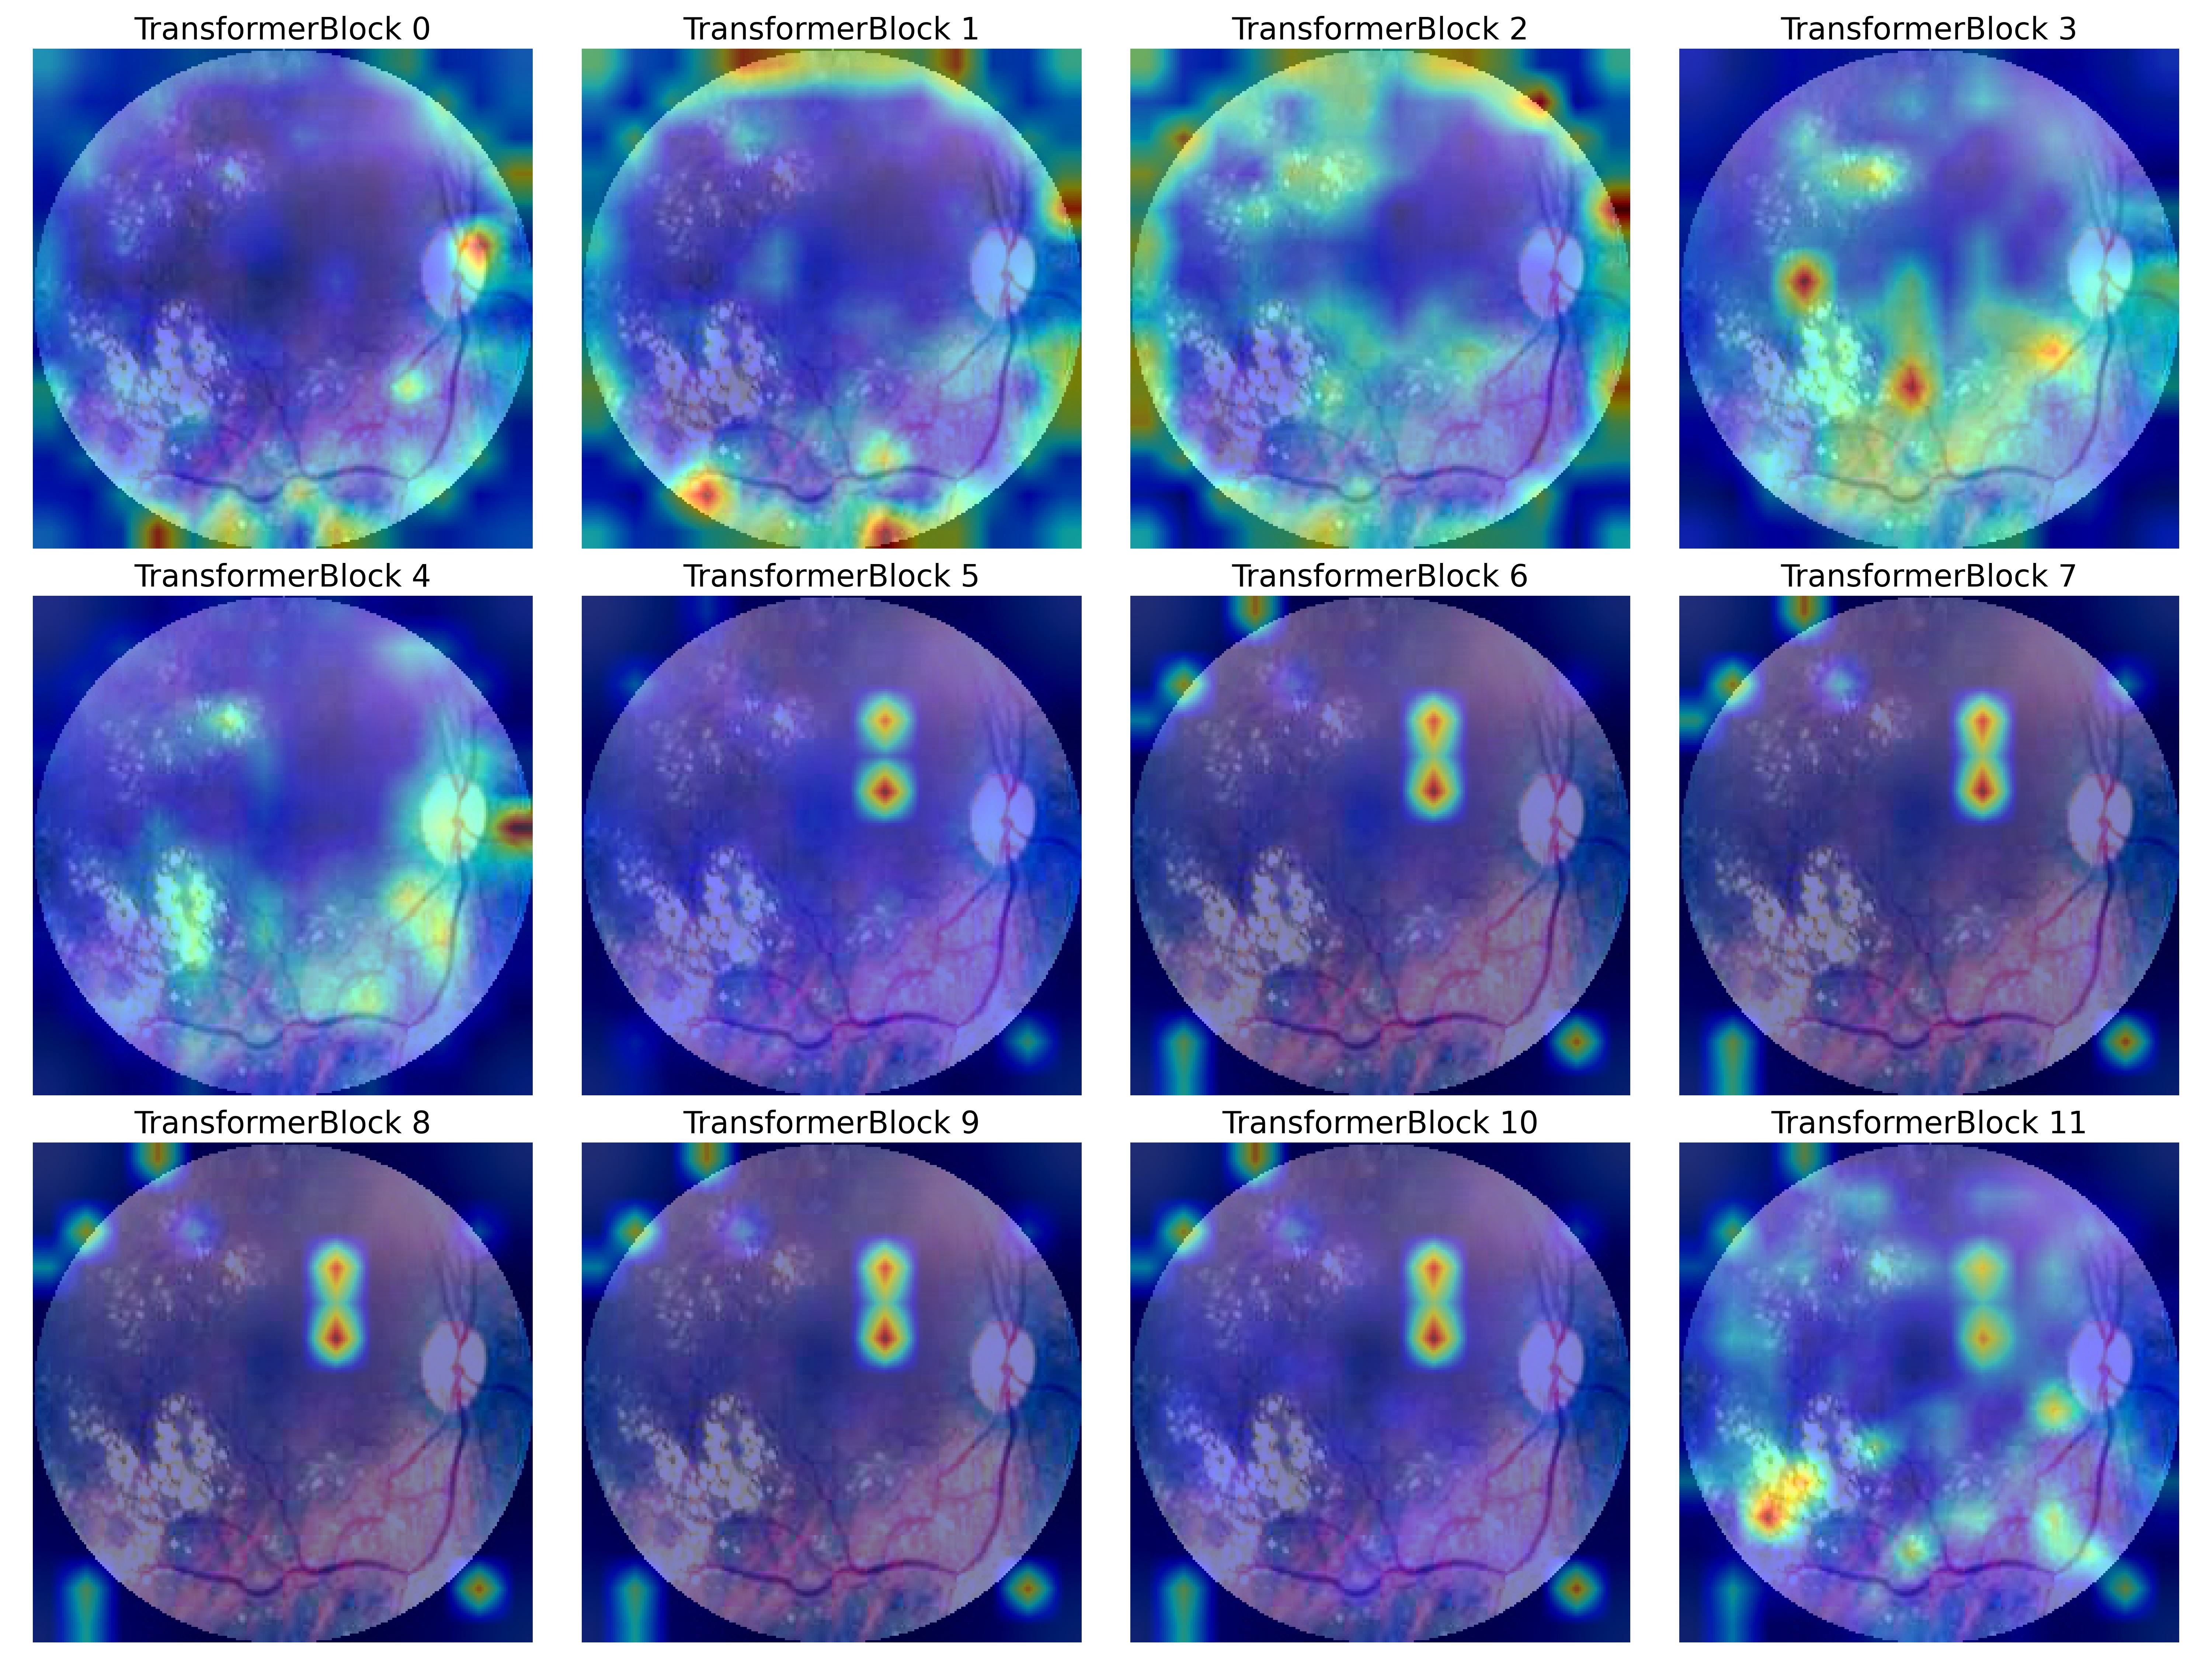 TransformerBlock 0
TransformerBlock 1
TransformerBlock 2
TransformerBlock 3
TransformerBlock 4
TransformerBlock 5
TransformerBlock 6
TransformerBlock 7
TransformerBlock 8
TransformerBlock 9
TransformerBlock 10
TransformerBlock 11